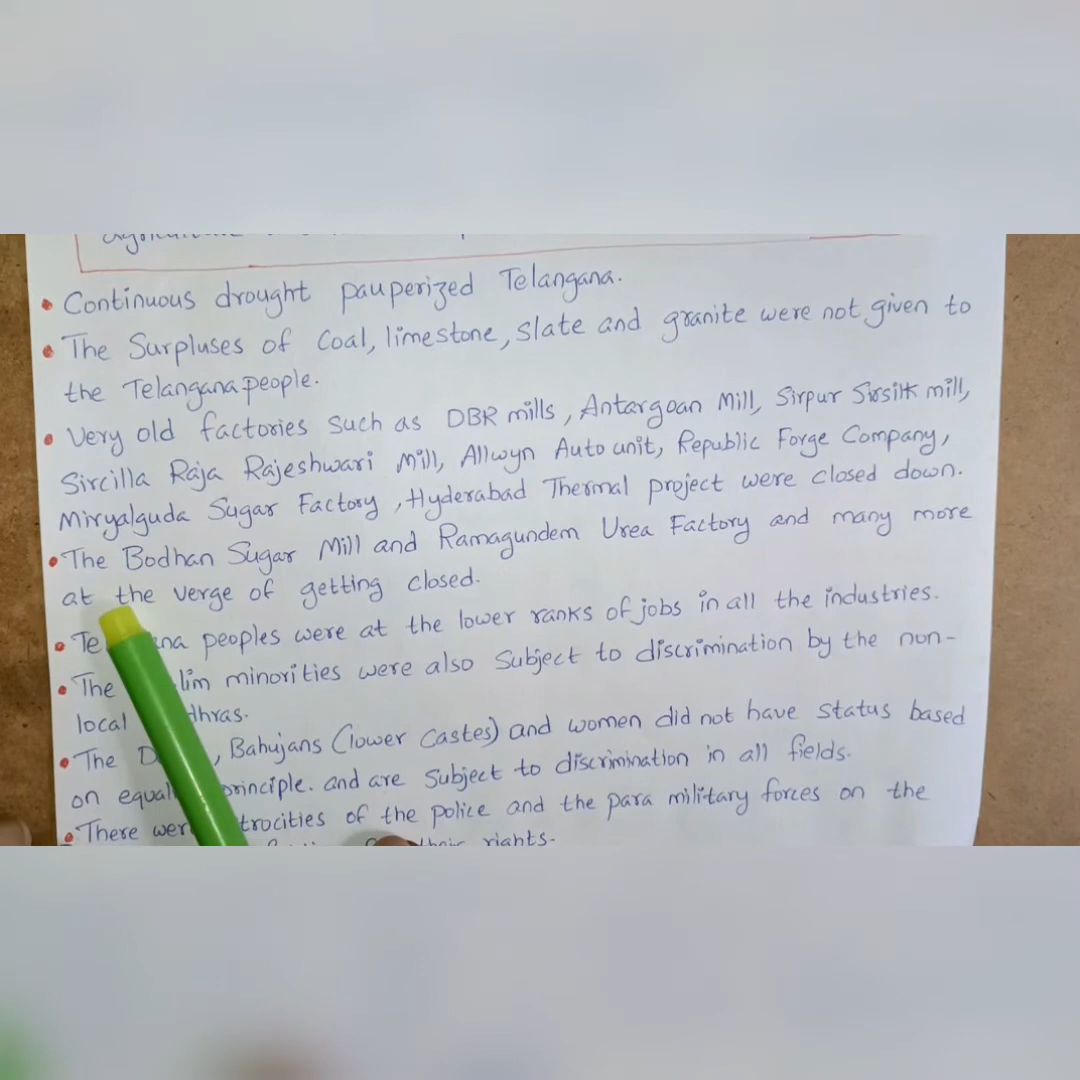 • Continuous drought pauperized Telangana.
• The Surpluses of Coal, limestone, slate and granite were not given to
the Telangana people.
• Very old factories such as DBR mills, Antargoan Mill, Sirpur Sirsilk mill,
Sircilla Raja Rajeshwari Mill, Allwyn Auto unit, Republic Forge Company,
Miryalguda Sugar Factory, Hyderabad Thermal project were closed down.
• The Bodhan Sugar Mill and Ramagundem Urea Factory and many more
at the verge of getting closed.
• peoples were at the lower ranks of jobs in all the industries.
• The minorities were also Subject to discrimination by the non-
local
• The Bahujans (lower castes) and women did not have status based
on principle. and are subject to discrimination in all fields.
• There of the police and the para military forces on the
their rights.